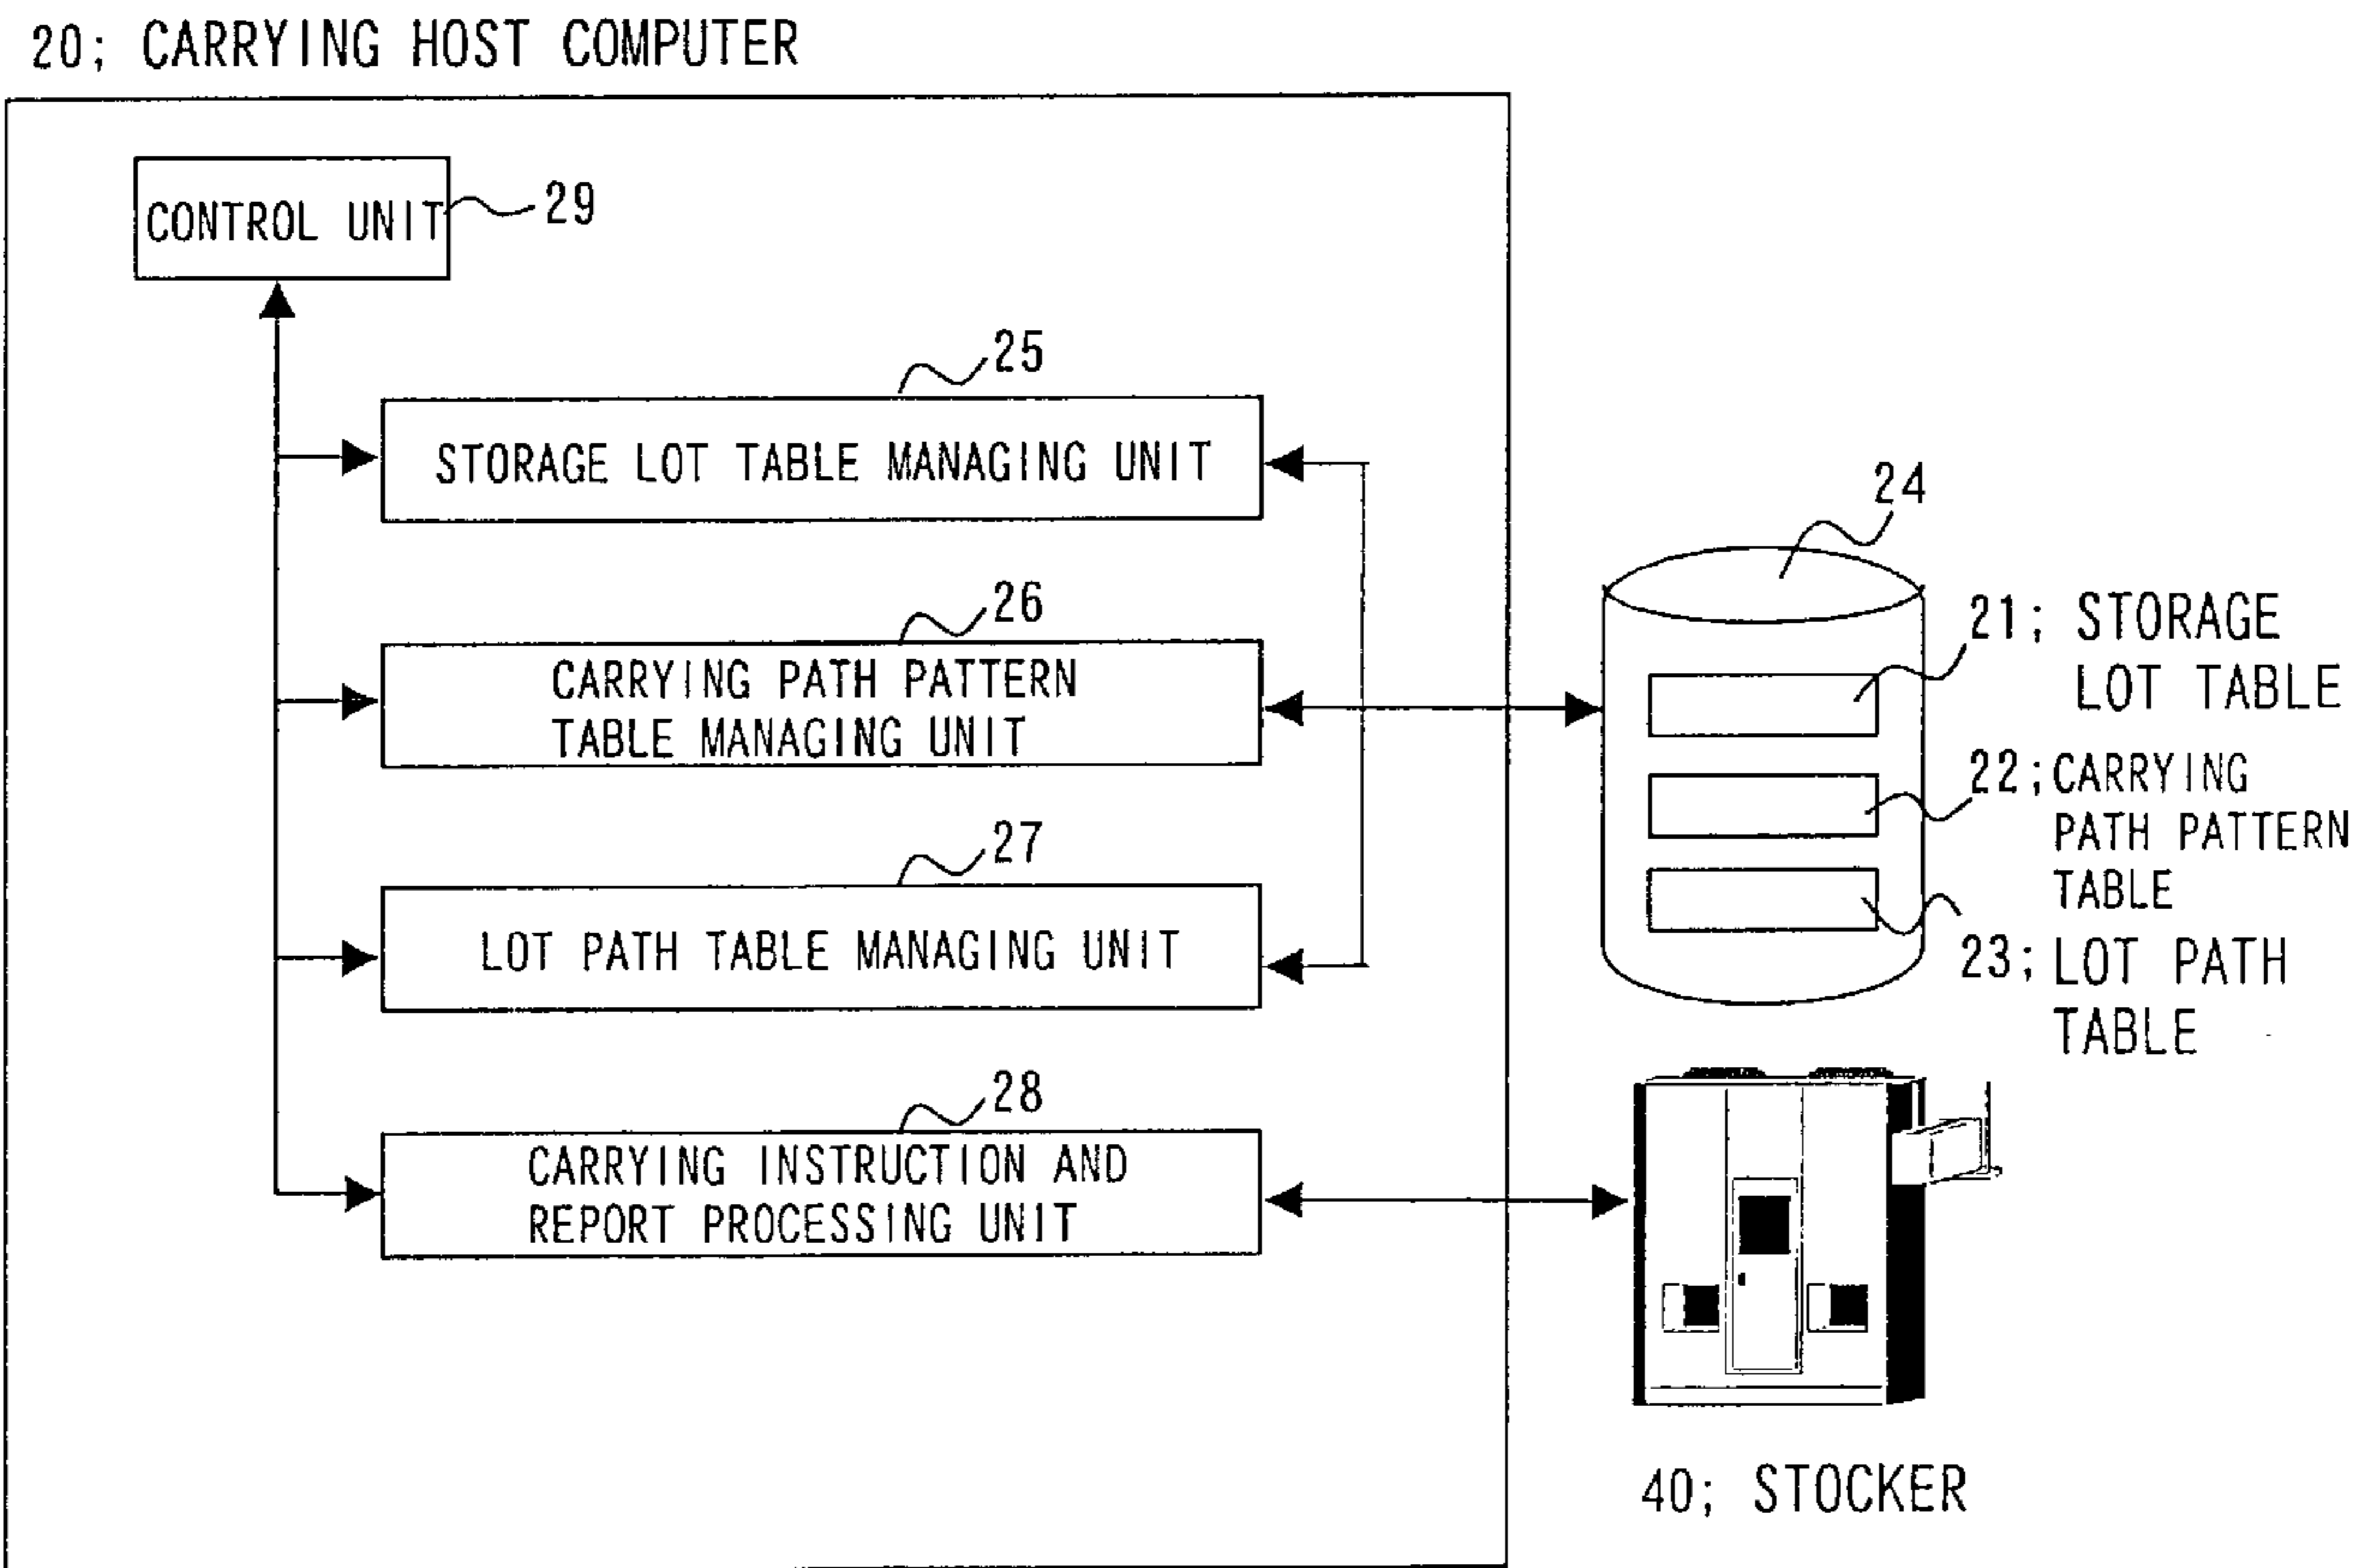 20; CARRYING HOST COMPUTER
CONTROL UNIT
29
25
STORAGE LOT TABLE MANAGING UNIT
26
CARRYING PATH PATTERN
TABLE MANAGING UNIT
27
LOT PATH TABLE MANAGING UNIT
28
CARRYING INSTRUCTION AND
REPORT PROCESSING UNIT
24
21; STORAGE
LOT TABLE
22; CARRYING
PATH PATTERN
TABLE
23; LOT PATH
TABLE
40; STOCKER